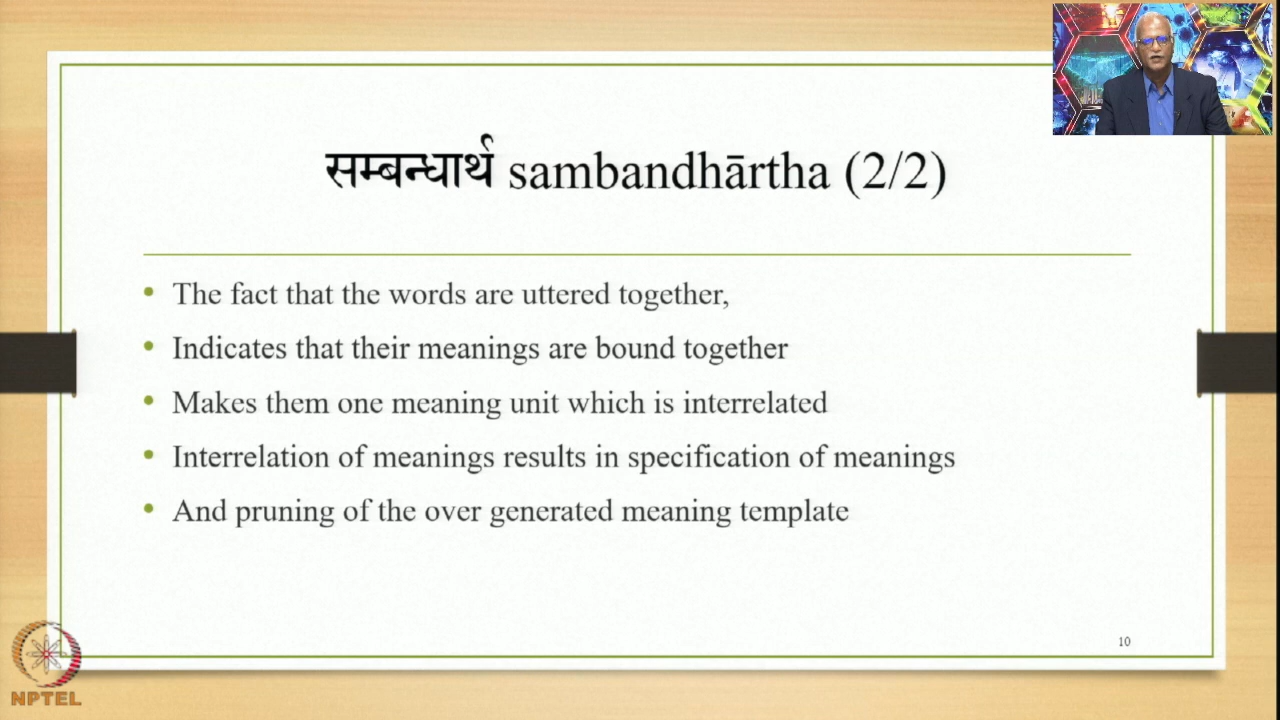 सम्बन्धार्थ sambandhārtha (2/2)
The fact that the words are uttered together,
Indicates that their meanings are bound together
Makes them one meaning unit which is interrelated
Interrelation of meanings results in specification of meanings
And pruning of the over generated meaning template
10
NPTEL